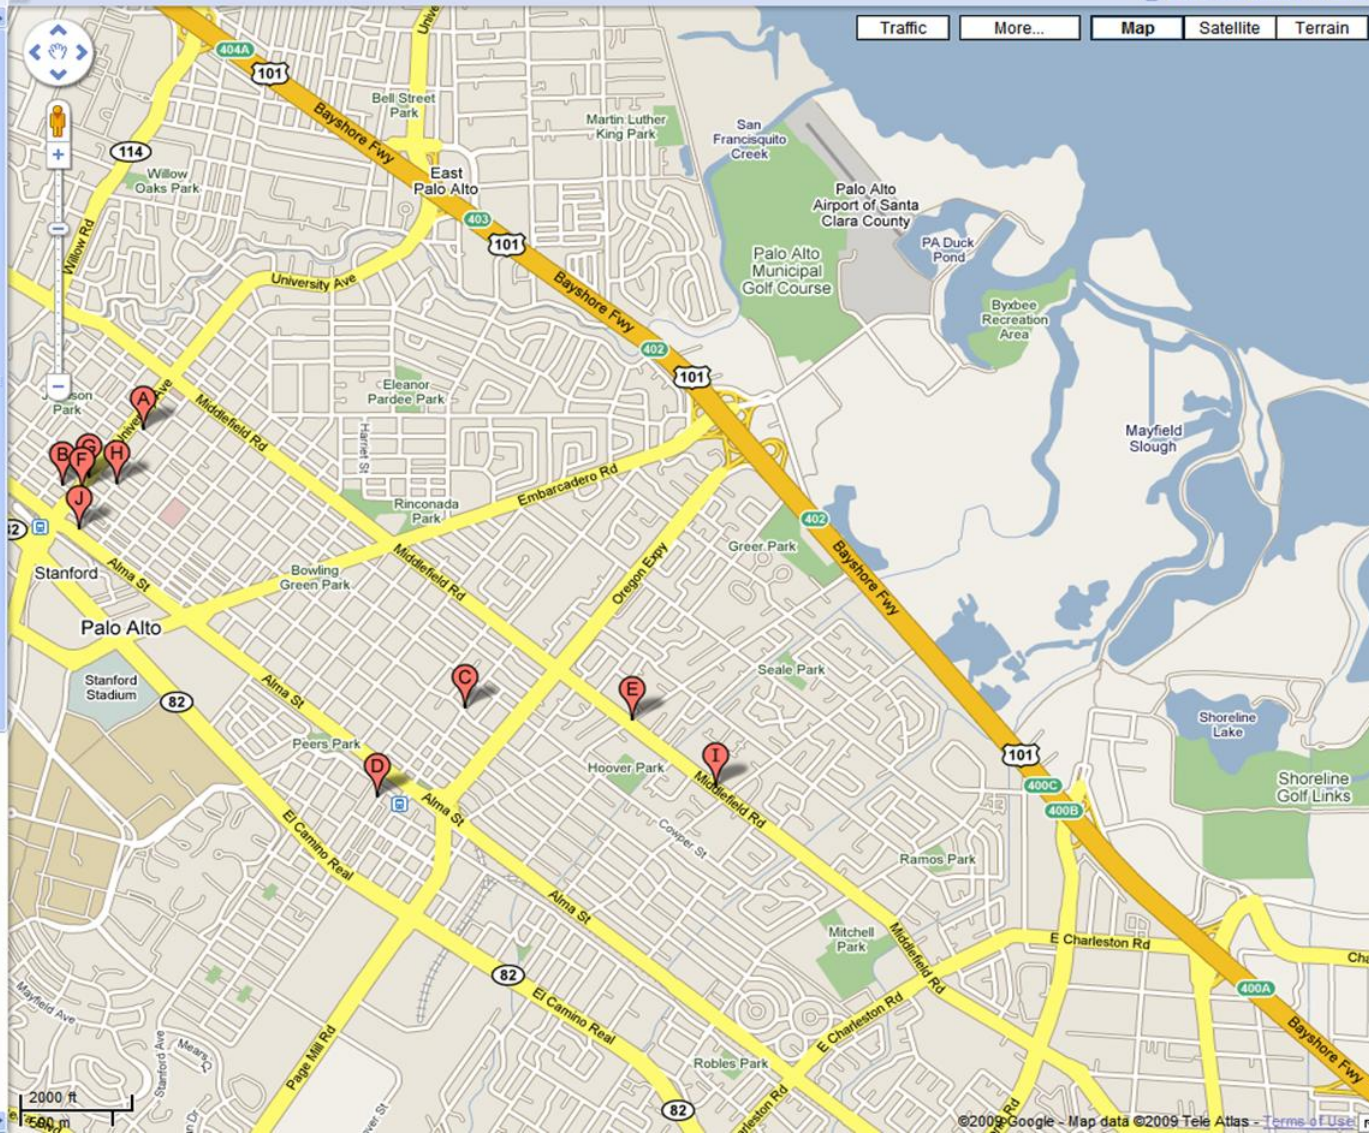 Traffic
More...
Map
Satellite
Terrain
404A
101
Bell Street
Park
Bayshore Fwy
Martin Luther
King Park
San
Francisquito
Creek
114
Willow
Oaks Park
East
Palo Alto
Palo Alto
Airport of Santa
Clara County
403
101
PA Duck
Pond
Willow Rd
University Ave
Palo Alto
Municipal
Golf Course
Bayshore Fwy
Byxbee
Recreation
Area
402
101
Eleanor
Pardee Park
Park
A
Middlefield Rd
Harriet St
Mayfield
Slough
B
G
F
H
J
Embarcadero Rd
Rinconada
Park
402
Greer Park
Bayshore Fwy
Stanford
Alma St
Bowling
Green Park
Middlefield Rd
Oregon Expy
Palo Alto
Stanford
Stadium
82
Alma St
C
E
Seale Park
Shoreline
Lake
Peers Park
D
Hoover Park
I
101
400C
400B
Shoreline
Golf Links
Alma St
Middlefield Rd
El Camino Real
Cowper St
Ramos Park
Alma St
Mitchell
Park
Middlefield Rd
E Charleston Rd
82
El Camino Real
400A
Mayfield Ave
Stanford Ave
Page Mill Rd
E Charleston Rd
Bayshore Fwy
Robles Park
2000 ft
500 m
82
©2009 Google - Map data ©2009 Tele Atlas - Terms of Use